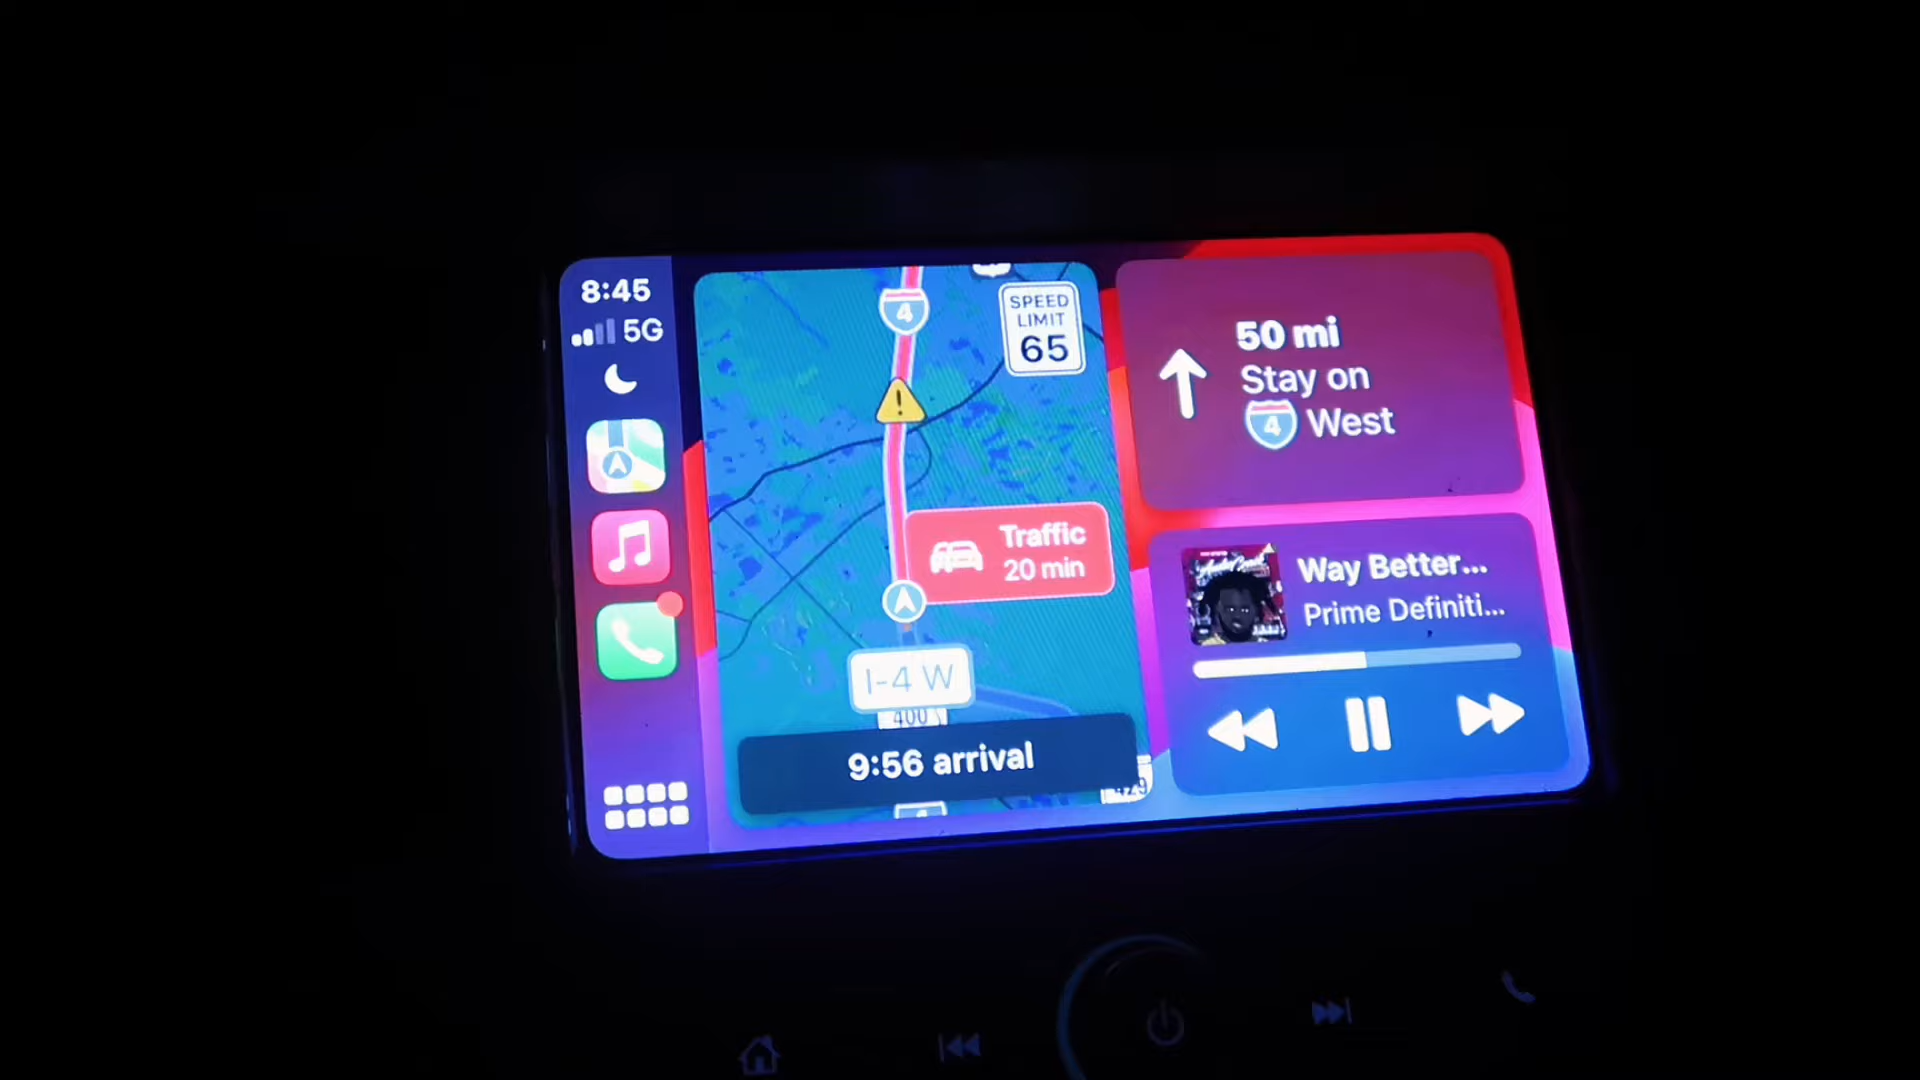 8:45
5G
4
SPEED
LIMIT
65
Traffic
20 min
I-4 W
400
9:56 arrival
4
50 mi
Stay on
4 West
Way Better...
Prime Definiti...